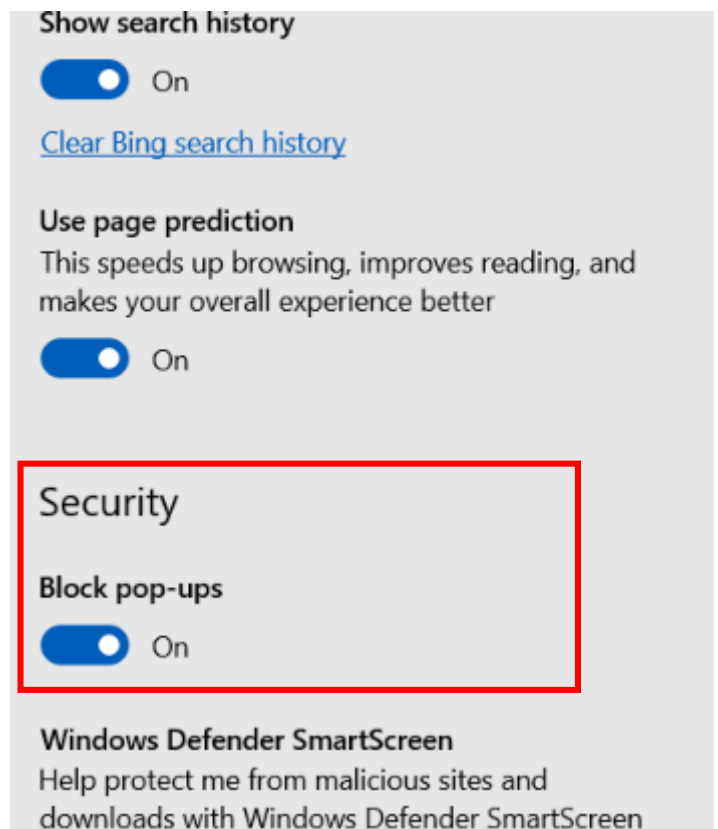 Show search history
On
Clear Bing search history
Use page prediction
This speeds up browsing, improves reading, and
makes your overall experience better
On
Security
Block pop-ups
On
Windows Defender SmartScreen
Help protect me from malicious sites and
downloads with Windows Defender SmartScreen